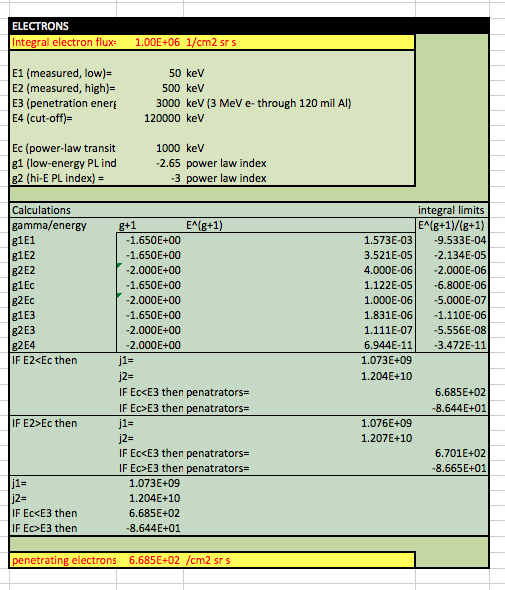 ELECTRONS
Integral electron flux= 1.00E+06 1/cm2 sr s
E1 (measured, low)= 50 keV
E2 (measured, high)= 500 keV
E3 (penetration energ 3000 keV (3 MeV e- through 120 mil Al)
E4 (cut-off)= 120000 keV
Ec (power-law transit 1000 keV
g1 (low-energy PL ind -2.65 power law index
g2 (hi-E PL index) = -3 power law index
Calculations integral limits
gamma/energy g+1 E^(g+1) E^(g+1)/(g+1)
g1E1 -1.650E+00 1.573E-03 -9.533E-04
g1E2 -1.650E+00 3.521E-05 -2.134E-05
g2E2 -2.000E+00 4.000E-06 -2.000E-06
g1Ec -1.650E+00 1.122E-05 -6.800E-06
g2Ec -2.000E+00 1.000E-06 -5.000E-07
g1E3 -1.650E+00 1.831E-06 -1.110E-06
g2E3 -2.000E+00 1.111E-07 -5.556E-08
g2E4 -2.000E+00 6.944E-11 -3.472E-11
IF E2<Ec then j1= 1.073E+09
j2= 1.204E+10
IF Ec<E3 then penatrators= 6.685E+02
IF Ec>E3 then penatrators= -8.644E+01
IF E2>Ec then j1= 1.076E+09
j2= 1.207E+10
IF Ec<E3 then penatrators= 6.701E+02
IF Ec>E3 then penatrators= -8.665E+01
j1= 1.073E+09
j2= 1.204E+10
IF Ec<E3 then 6.685E+02
IF Ec>E3 then -8.644E+01
penetrating electrons 6.685E+02 /cm2 sr s